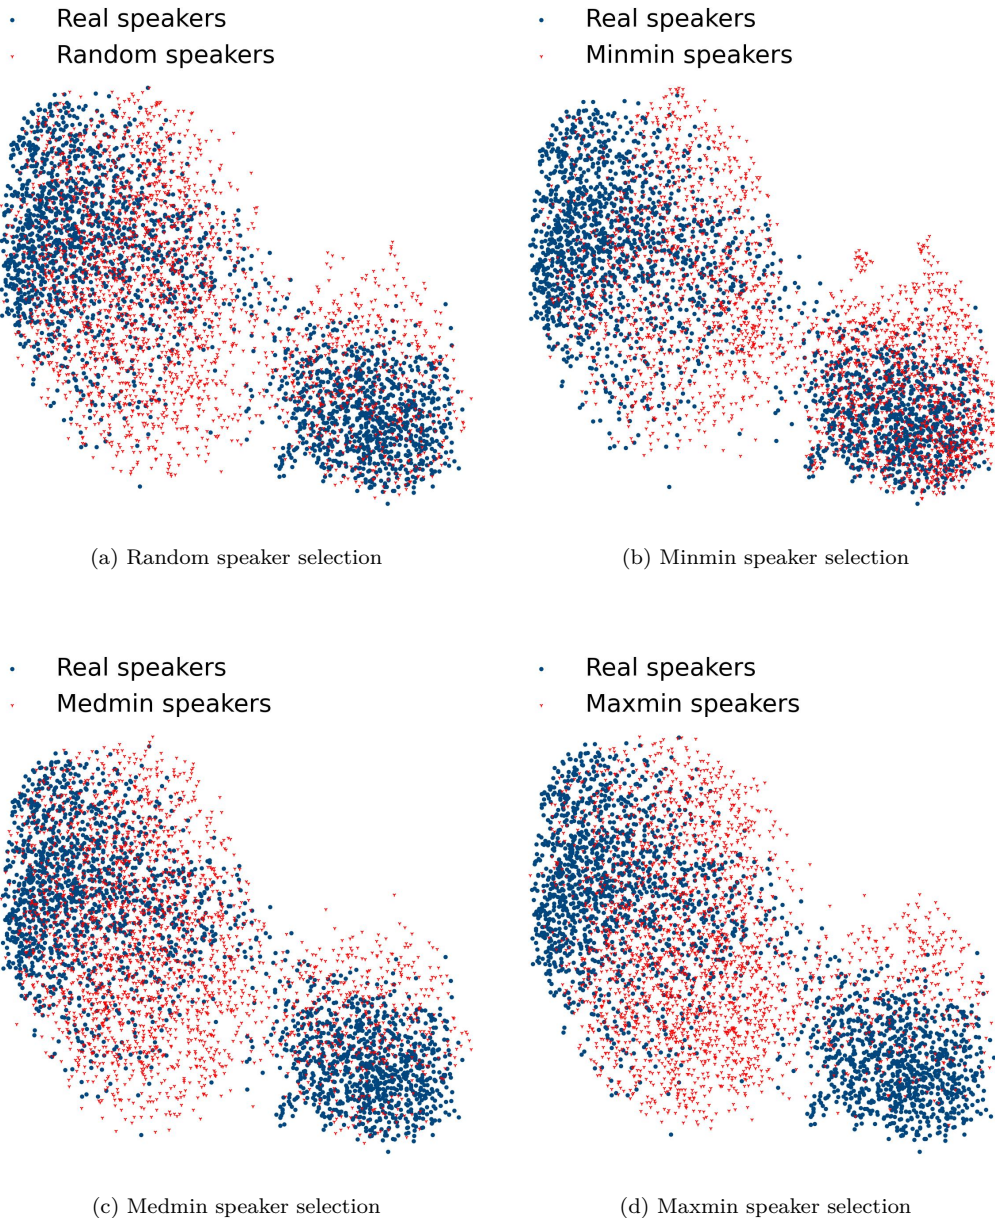 Real speakers
Random speakers
Real speakers
Minmin speakers
(a) Random speaker selection
(b) Minmin speaker selection
Real speakers
Medmin speakers
Real speakers
Maxmin speakers
(c) Medmin speaker selection
(d) Maxmin speaker selection